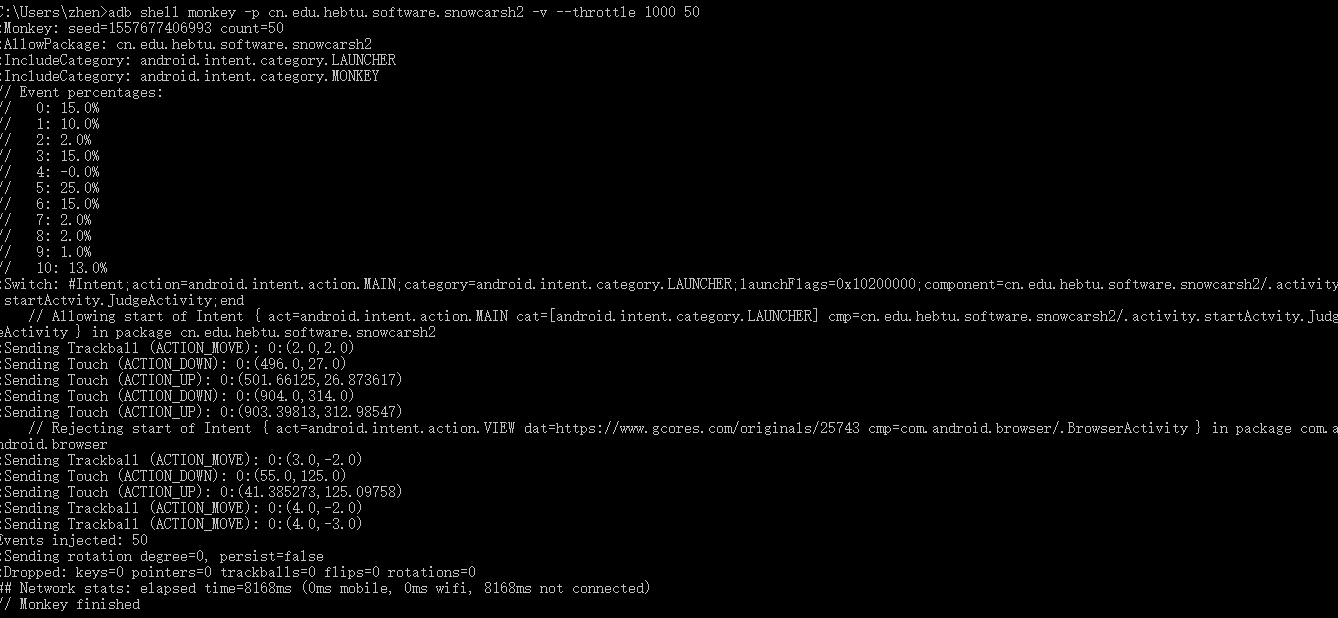 C:\Users\zhen>adb shell monkey -p cn.edu.hebtu.software.snowcarsh2 -v --throttle 1000 50
:Monkey: seed=1557677406993 count=50
:AllowPackage: cn.edu.hebtu.software.snowcarsh2
:IncludeCategory: android.intent.category.LAUNCHER
:IncludeCategory: android.intent.category.MONKEY
// Event percentages:
//   0: 15.0%
//   1: 10.0%
//   2: 2.0%
//   3: 15.0%
//   4: -0.0%
//   5: 25.0%
//   6: 15.0%
//   7: 2.0%
//   8: 2.0%
//   9: 1.0%
//   10: 13.0%
:Switch: #Intent;action=android.intent.action.MAIN;category=android.intent.category.LAUNCHER;launchFlags=0x10200000;component=cn.edu.hebtu.software.snowcarsh2/.activity
.startActvity.JudgeActivity;end
    // Allowing start of Intent { act=android.intent.action.MAIN cat=[android.intent.category.LAUNCHER] cmp=cn.edu.hebtu.software.snowcarsh2/.activity.startActvity.Judg
eActivity } in package cn.edu.hebtu.software.snowcarsh2
:Sending Trackball (ACTION_MOVE): 0:(2.0,2.0)
:Sending Touch (ACTION_DOWN): 0:(496.0,27.0)
:Sending Touch (ACTION_UP): 0:(501.66125,26.873617)
:Sending Touch (ACTION_DOWN): 0:(904.0,314.0)
:Sending Touch (ACTION_UP): 0:(903.39813,312.98547)
    // Rejecting start of Intent { act=android.intent.action.VIEW dat=https://www.gcores.com/originals/25743 cmp=com.android.browser/.BrowserActivity } in package com.a
ndroid.browser
:Sending Trackball (ACTION_MOVE): 0:(3.0,-2.0)
:Sending Touch (ACTION_DOWN): 0:(55.0,125.0)
:Sending Touch (ACTION_UP): 0:(41.385273,125.09758)
:Sending Trackball (ACTION_MOVE): 0:(4.0,-2.0)
:Sending Trackball (ACTION_MOVE): 0:(4.0,-3.0)
Events injected: 50
:Sending rotation degree=0, persist=false
:Dropped: keys=0 pointers=0 trackballs=0 flips=0 rotations=0
## Network stats: elapsed time=8168ms (0ms mobile, 0ms wifi, 8168ms not connected)
// Monkey finished